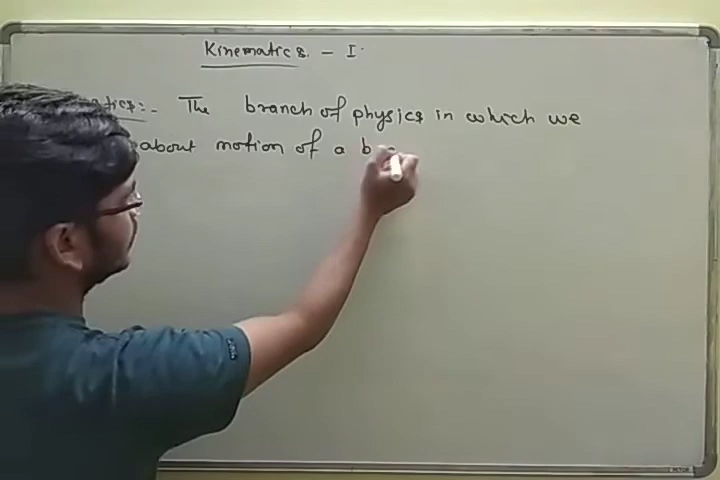 Kinematics. - I
The branch of physics in which we
about motion of a